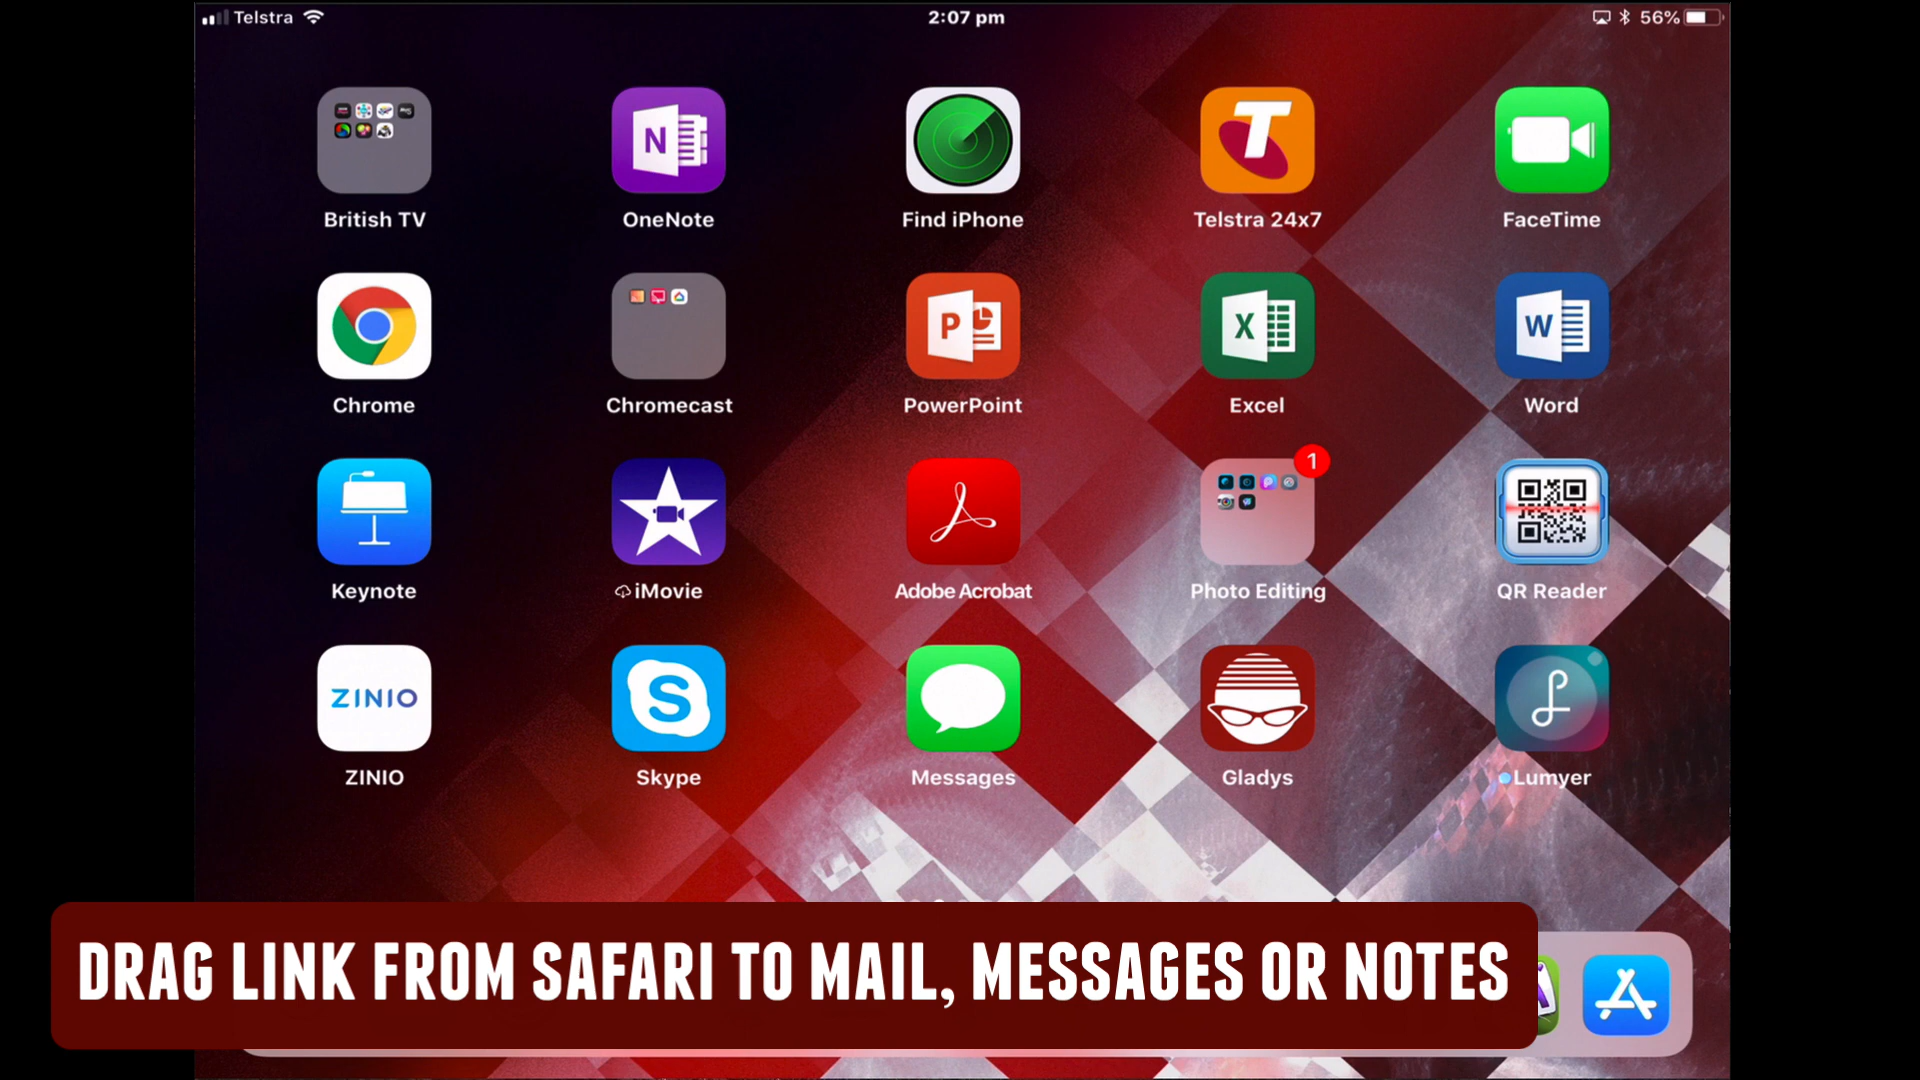 Telstra 2:07 pm 56%
British TV OneNote Find iPhone Telstra 24x7 FaceTime
Chrome Chromecast PowerPoint Excel Word
1
Keynote iMovie Adobe Acrobat Photo Editing QR Reader
ZINIO
ZINIO Skype Messages Gladys Lumyer
DRAG LINK FROM SAFARI TO MAIL, MESSAGES OR NOTES